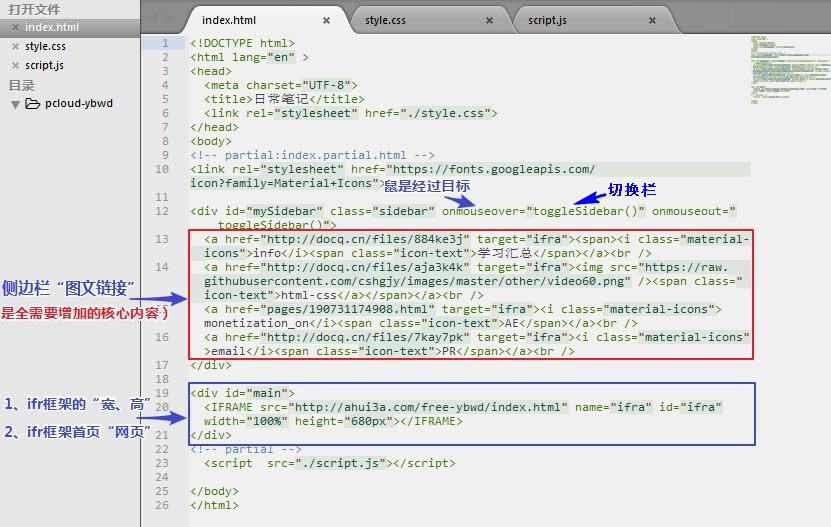 打开文件
index.html
style.css
script.js
目录
pcloud-ybwd
index.html
style.css
script.js
1 <!DOCTYPE html>
2 <html lang="en" >
3 <head>
4 <meta charset="UTF-8">
5 <title>日常笔记</title>
6 <link rel="stylesheet" href="./style.css">
7 </head>
8 <body>
9 <!-- partial:index.partial.html -->
10 <link rel="stylesheet" href="https://fonts.googleapis.com/
icon?family=Material+Icons">
鼠是经过目标
切换栏
11
12 <div id="mySidebar" class="sidebar" onmouseover="toggleSidebar()" onmouseout="
toggleSidebar()">
13 <a href="http://docq.cn/files/884ke3j" target="ifra"><span><i class="material-
icons">info</i><span class="icon-text">学习汇总</span></a><br />
14 <a href="http://docq.cn/files/aja3k4k" target="ifra"><img src="https://raw.
githubusercontent.com/cshgjy/images/master/other/video60.png" /><span class="
icon-text">html-css</a></span></a><br />
侧边栏“图文链接”
是全需要增加的核心内容）
15 <a href="pages/190731174908.html" target="ifra"><i class="material-icons">
monetization_on</i><span class="icon-text">AE</span></a><br />
16 <a href="http://docq.cn/files/7kay7pk" target="ifra"><i class="material-icons"
>email</i><span class="icon-text">PR</span></a><br />
17 </div>
18
19 <div id="main">
20 <IFRAME src="http://ahui3a.com/free-ybwd/index.html" name="ifra" id="ifra"
width="100%" height="680px"></IFRAME>
21 </div>
1、ifr框架的“宽、高”
2、ifr框架首页“网页”
22 <!-- partial -->
23 <script  src="./script.js"></script>
24
25 </body>
26 </html>